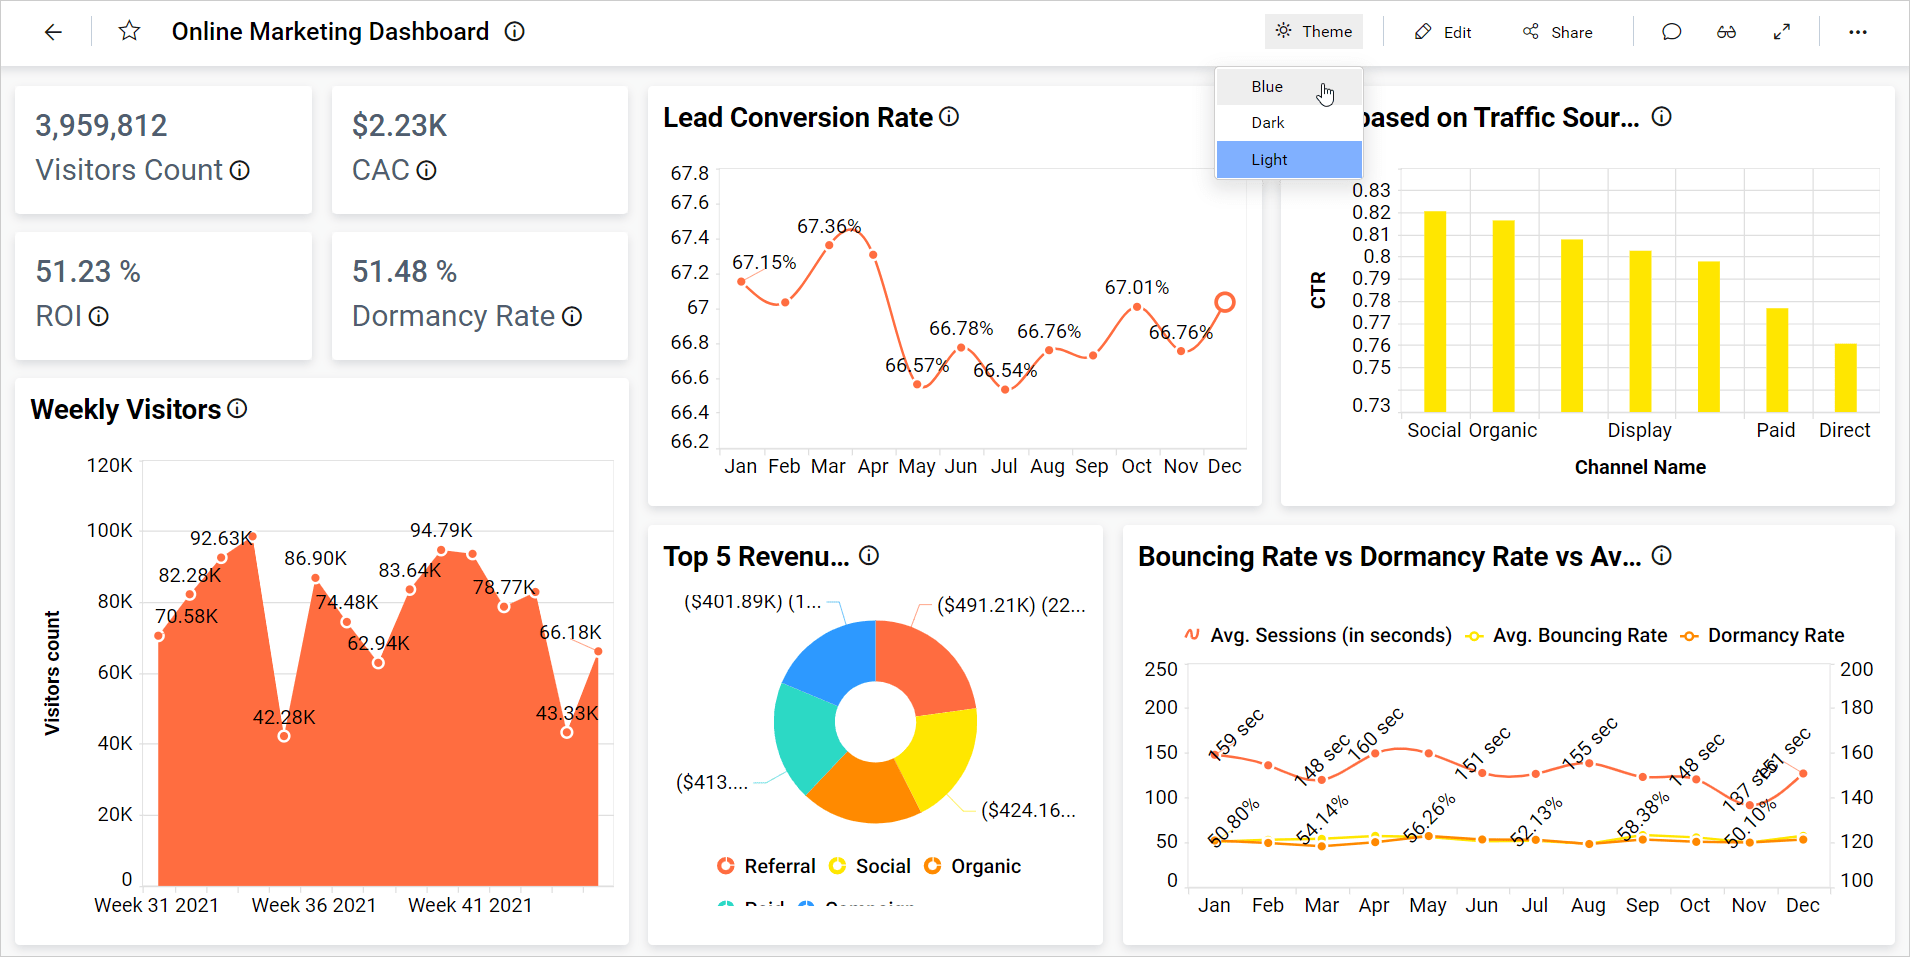 Online Marketing Dashboard
Theme
Edit
Share
Blue
Dark
Light
3,959,812
Visitors Count
$2.23K
CAC
51.23 %
ROI
51.48 %
Dormancy Rate
Lead Conversion Rate
67.8
67.6
67.4
67.2
67
66.8
66.6
66.4
66.2
67.15%
67.36%
66.57%
66.78%
66.54%
66.76%
67.01%
66.76%
Jan Feb Mar Apr May Jun Jul Aug Sep Oct Nov Dec
based on Traffic Sour...
CTR
0.83
0.82
0.81
0.8
0.79
0.78
0.77
0.76
0.75
0.73
Social Organic Display Paid Direct
Channel Name
Weekly Visitors
Visitors count
120K
100K
80K
60K
40K
20K
0
70.58K
82.28K
92.63K
42.28K
86.90K
74.48K
62.94K
83.64K
94.79K
78.77K
43.33K
66.18K
Week 31 2021 Week 36 2021 Week 41 2021
Top 5 Revenu...
($401.89K) (1...
($491.21K) (22...
($413....
($424.16...
Referral Social Organic
Paid Campaign
Bouncing Rate vs Dormancy Rate vs Av...
Avg. Sessions (in seconds) Avg. Bouncing Rate Dormancy Rate
250
200
150
100
50
0
200
180
160
140
120
100
159 sec
148 sec
160 sec
151 sec
155 sec
148 sec
137 sec
151 sec
50.80%
54.14%
56.26%
52.13%
58.38%
50.10%
Jan Feb Mar Apr May Jun Jul Aug Sep Oct Nov Dec